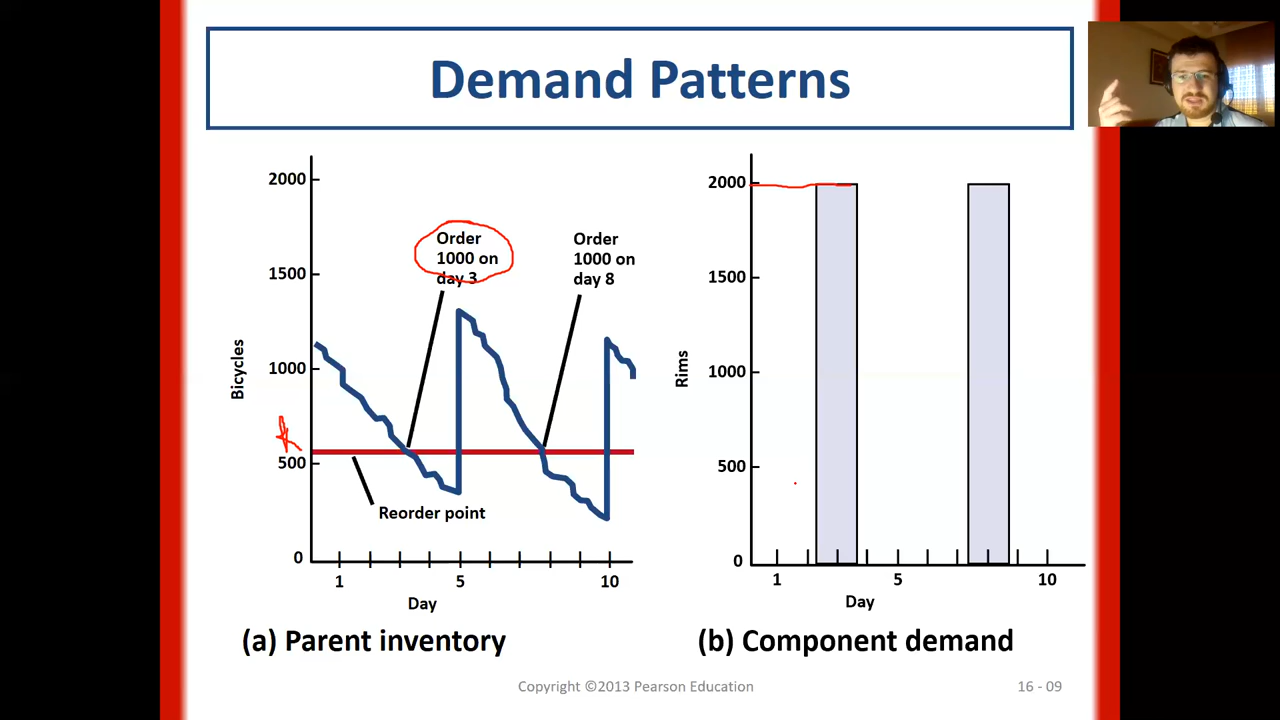 Demand Patterns
2000
1500
1000
500
0
Bicycles
Order
1000 on
day 3
Order
1000 on
day 8
Reorder point
1
5
10
Day
(a) Parent inventory
2000
1500
1000
500
0
Rims
1
5
10
Day
(b) Component demand
Copyright ©2013 Pearson Education
16 - 09